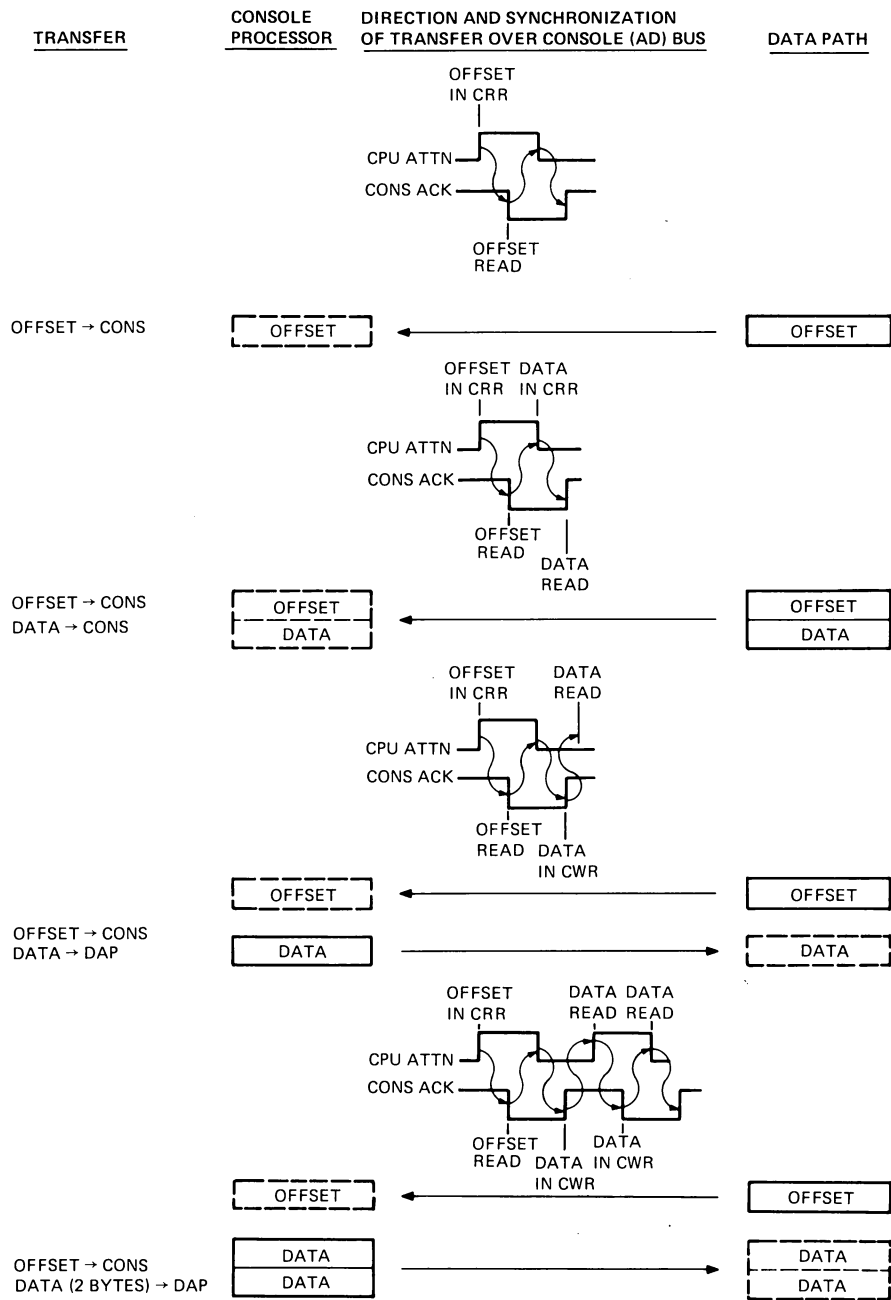 TRANSFER
CONSOLE
PROCESSOR
DIRECTION AND SYNCHRONIZATION
OF TRANSFER OVER CONSOLE (AD) BUS
DATA PATH
OFFSET
IN CRR
CPU ATTN
CONS ACK
OFFSET
READ
OFFSET → CONS
OFFSET
OFFSET
OFFSET
IN CRR
DATA
IN CRR
CPU ATTN
CONS ACK
OFFSET
READ
DATA
READ
OFFSET → CONS
DATA → CONS
OFFSET
DATA
OFFSET
DATA
OFFSET
IN CRR
DATA
READ
CPU ATTN
CONS ACK
OFFSET
READ
DATA
IN CWR
OFFSET
OFFSET
OFFSET → CONS
DATA → DAP
DATA
DATA
OFFSET
IN CRR
DATA
READ
DATA
READ
CPU ATTN
CONS ACK
OFFSET
READ
DATA
IN CWR
DATA
IN CWR
OFFSET
OFFSET
OFFSET → CONS
DATA (2 BYTES) → DAP
DATA
DATA
DATA
DATA